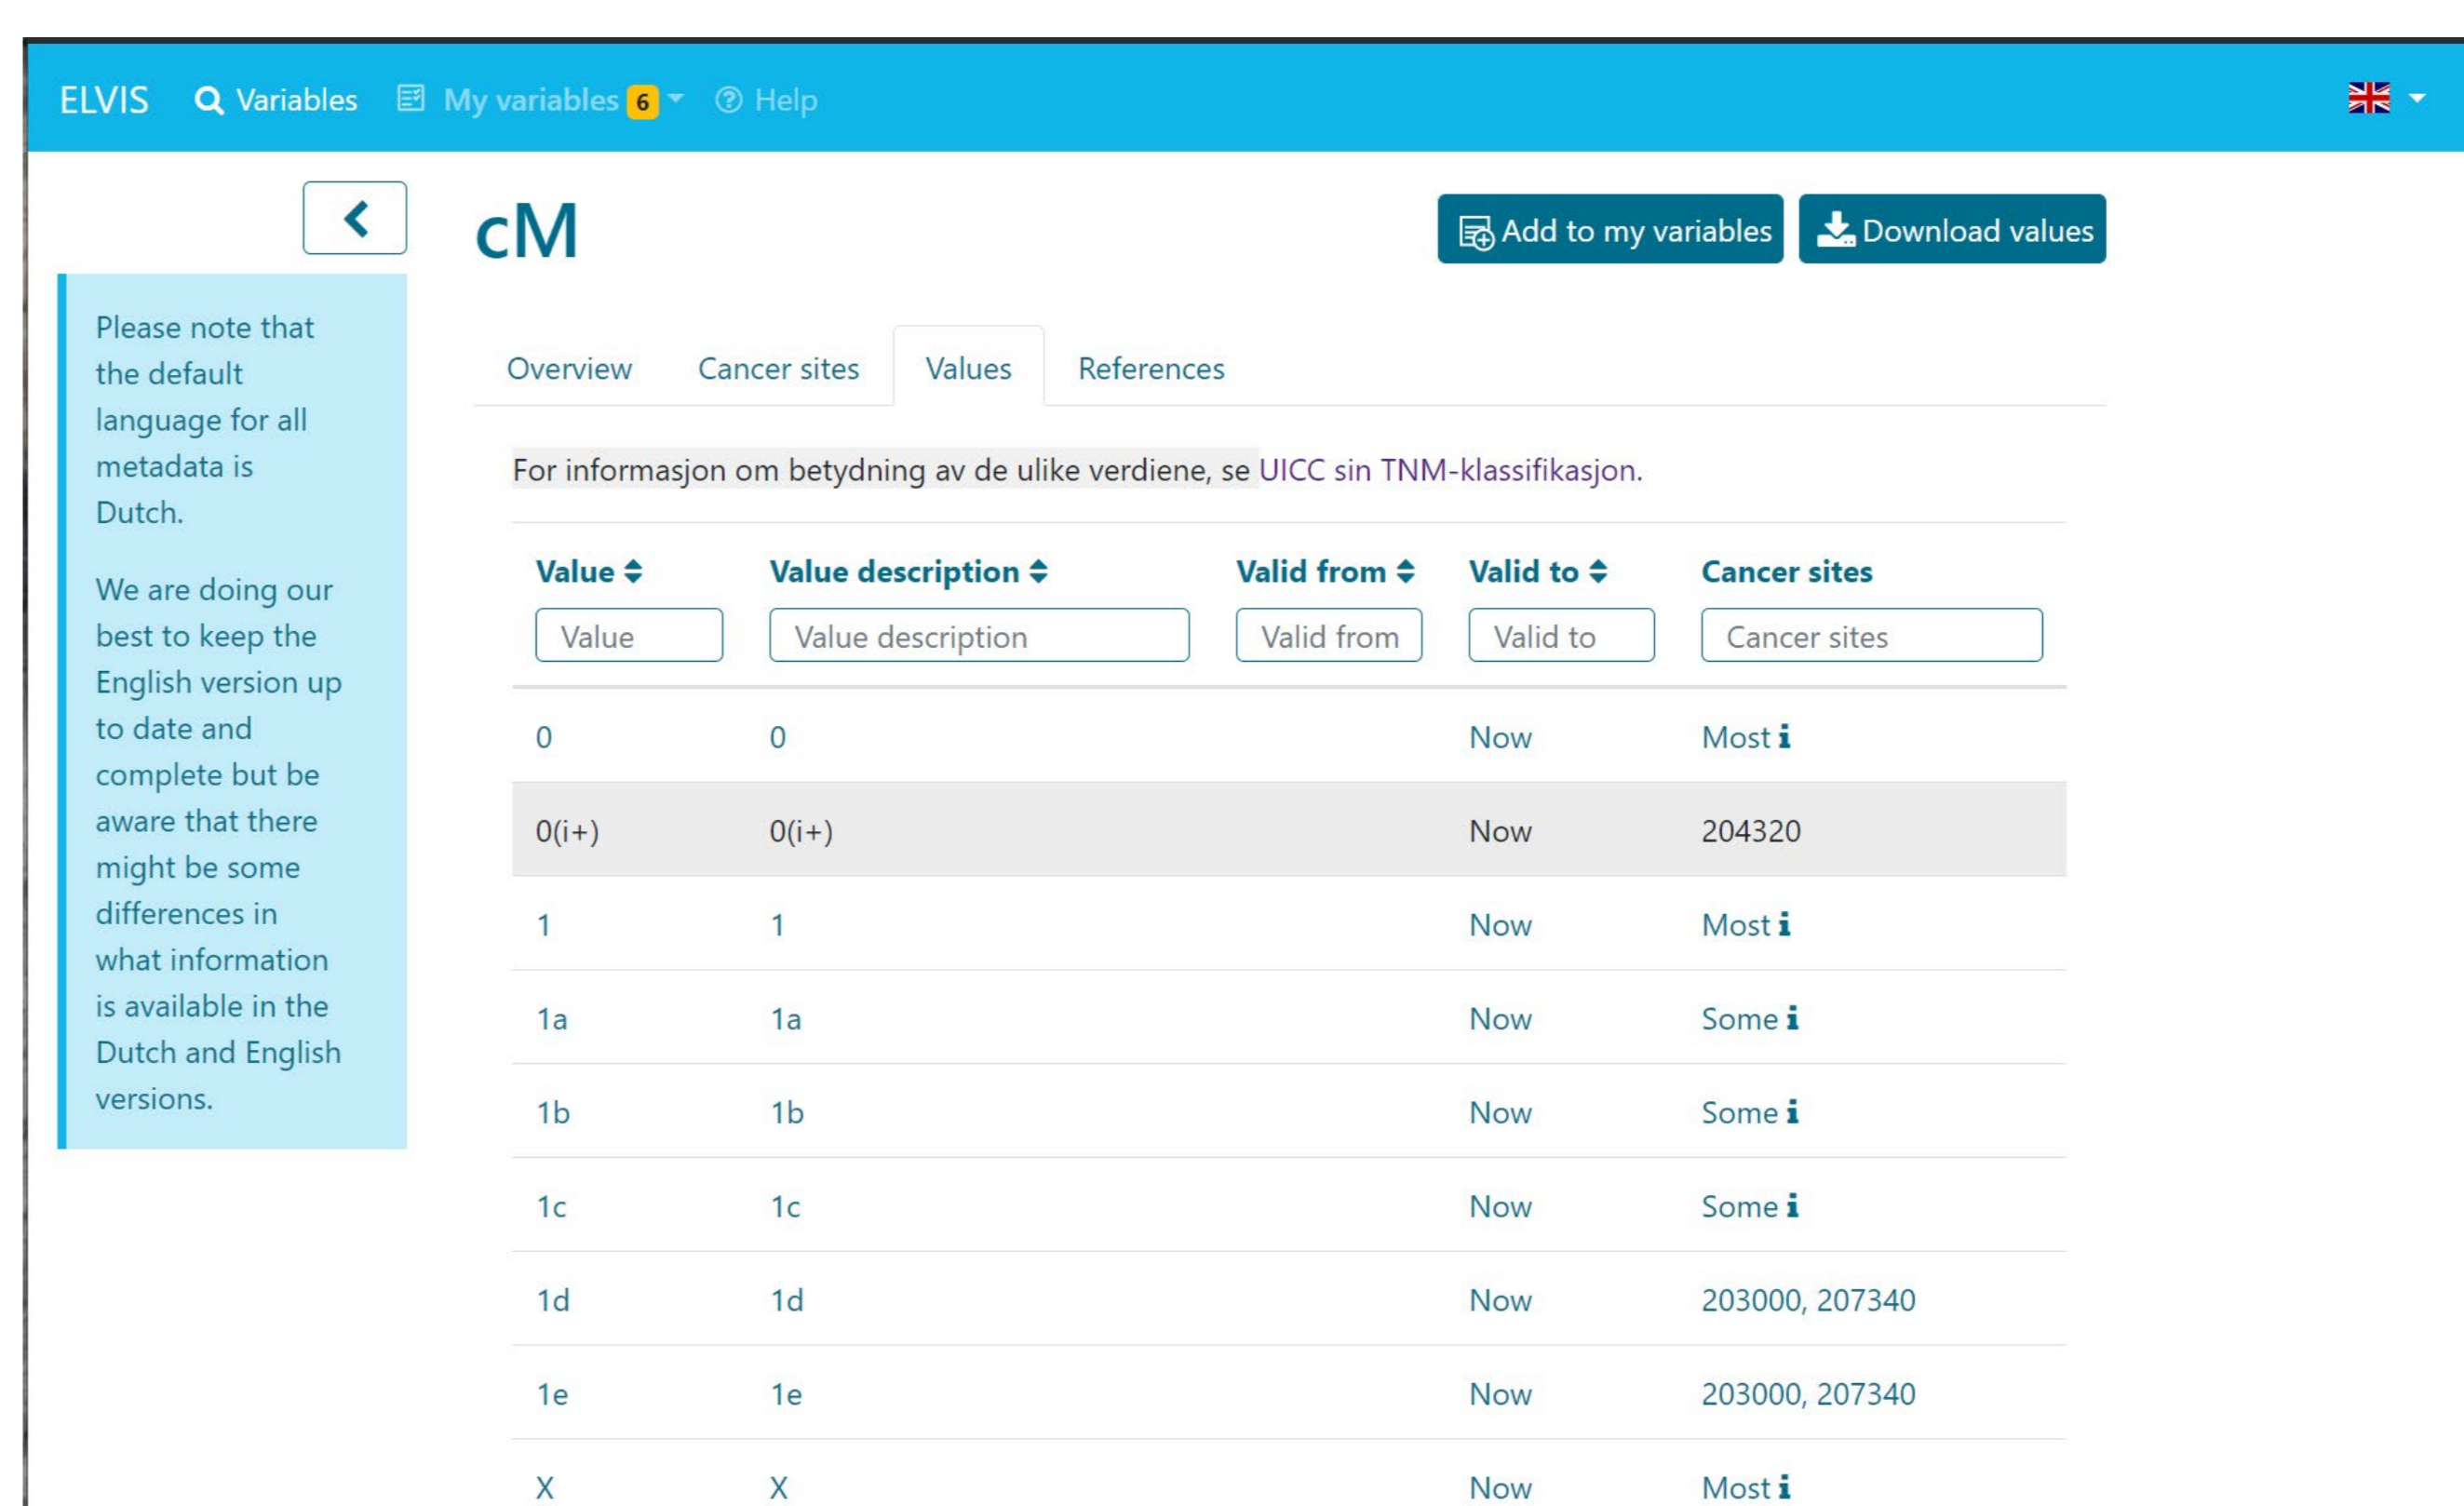 ELVIS Variables My variables 6 Help
cM
Add to my variables Download values
Please note that
the default
language for all
metadata is
Dutch.
We are doing our
best to keep the
English version up
to date and
complete but be
aware that there
might be some
differences in
what information
is available in the
Dutch and English
versions.
Overview Cancer sites Values References
For informasjon om betydning av de ulike verdiene, se UICC sin TNM-klassifikasjon.
Value Value description Valid from Valid to Cancer sites
Value Value description Valid from Valid to Cancer sites
0 0 Now Most i
0(i+) 0(i+) Now 204320
1 1 Now Most i
1a 1a Now Some i
1b 1b Now Some i
1c 1c Now Some i
1d 1d Now 203000, 207340
1e 1e Now 203000, 207340
X X Now Most i